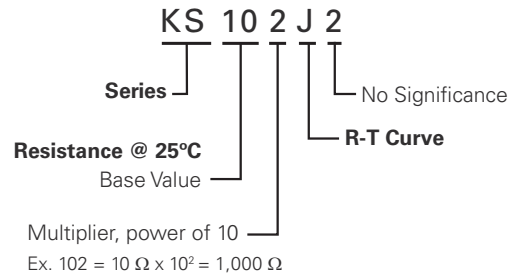 KS 10 2 J 2
Series
No Significance
R-T Curve
Resistance @ 25ºC
Base Value
Multiplier, power of 10
Ex. 102 = 10 Ω x 10² = 1,000 Ω